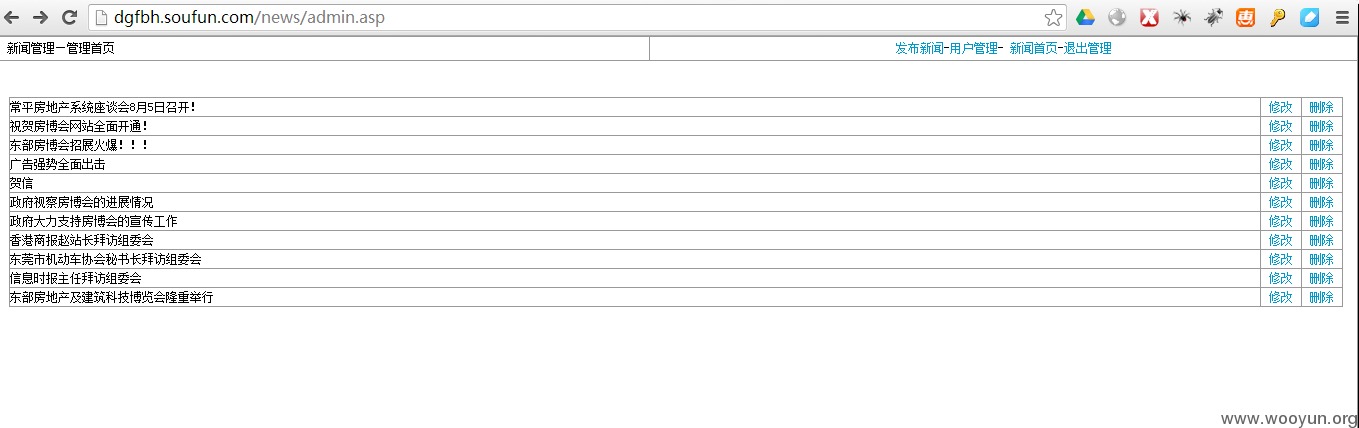 dgfbh.soufun.com/news/admin.asp
新闻管理－管理首页
发布新闻-用户管理- 新闻首页-退出管理
常平房地产系统座谈会8月5日召开！ 修改 删除
祝贺房博会网站全面开通！ 修改 删除
东部房博会招展火爆！！！ 修改 删除
广告强势全面出击 修改 删除
贺信 修改 删除
政府视察房博会的进展情况 修改 删除
政府大力支持房博会的宣传工作 修改 删除
香港商报赵站长拜访组委会 修改 删除
东莞市机动车协会秘书长拜访组委会 修改 删除
信息时报主任拜访组委会 修改 删除
东部房地产及建筑科技博览会隆重举行 修改 删除
www.wooyun.org